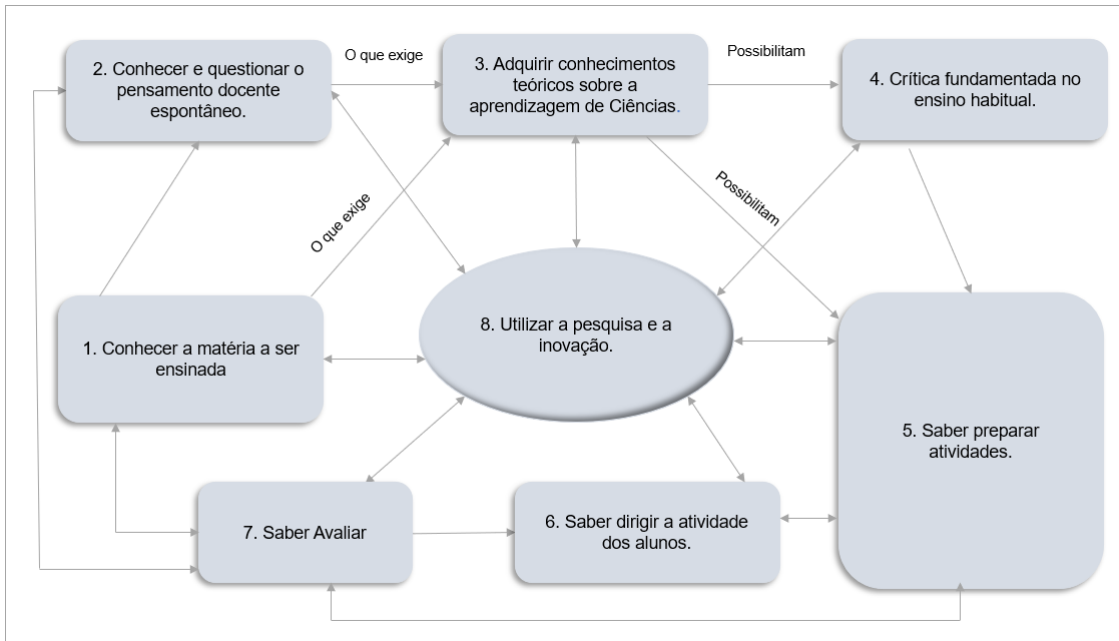 2. Conhecer e questionar o
pensamento docente
espontâneo.
O que exige
3. Adquirir conhecimentos
teóricos sobre a
aprendizagem de Ciências.
Possibilitam
4. Crítica fundamentada no
ensino habitual.
O que exige
Possibilitam
1. Conhecer a matéria a ser
ensinada
8. Utilizar a pesquisa e a
inovação.
5. Saber preparar
atividades.
7. Saber Avaliar
6. Saber dirigir a atividade
dos alunos.